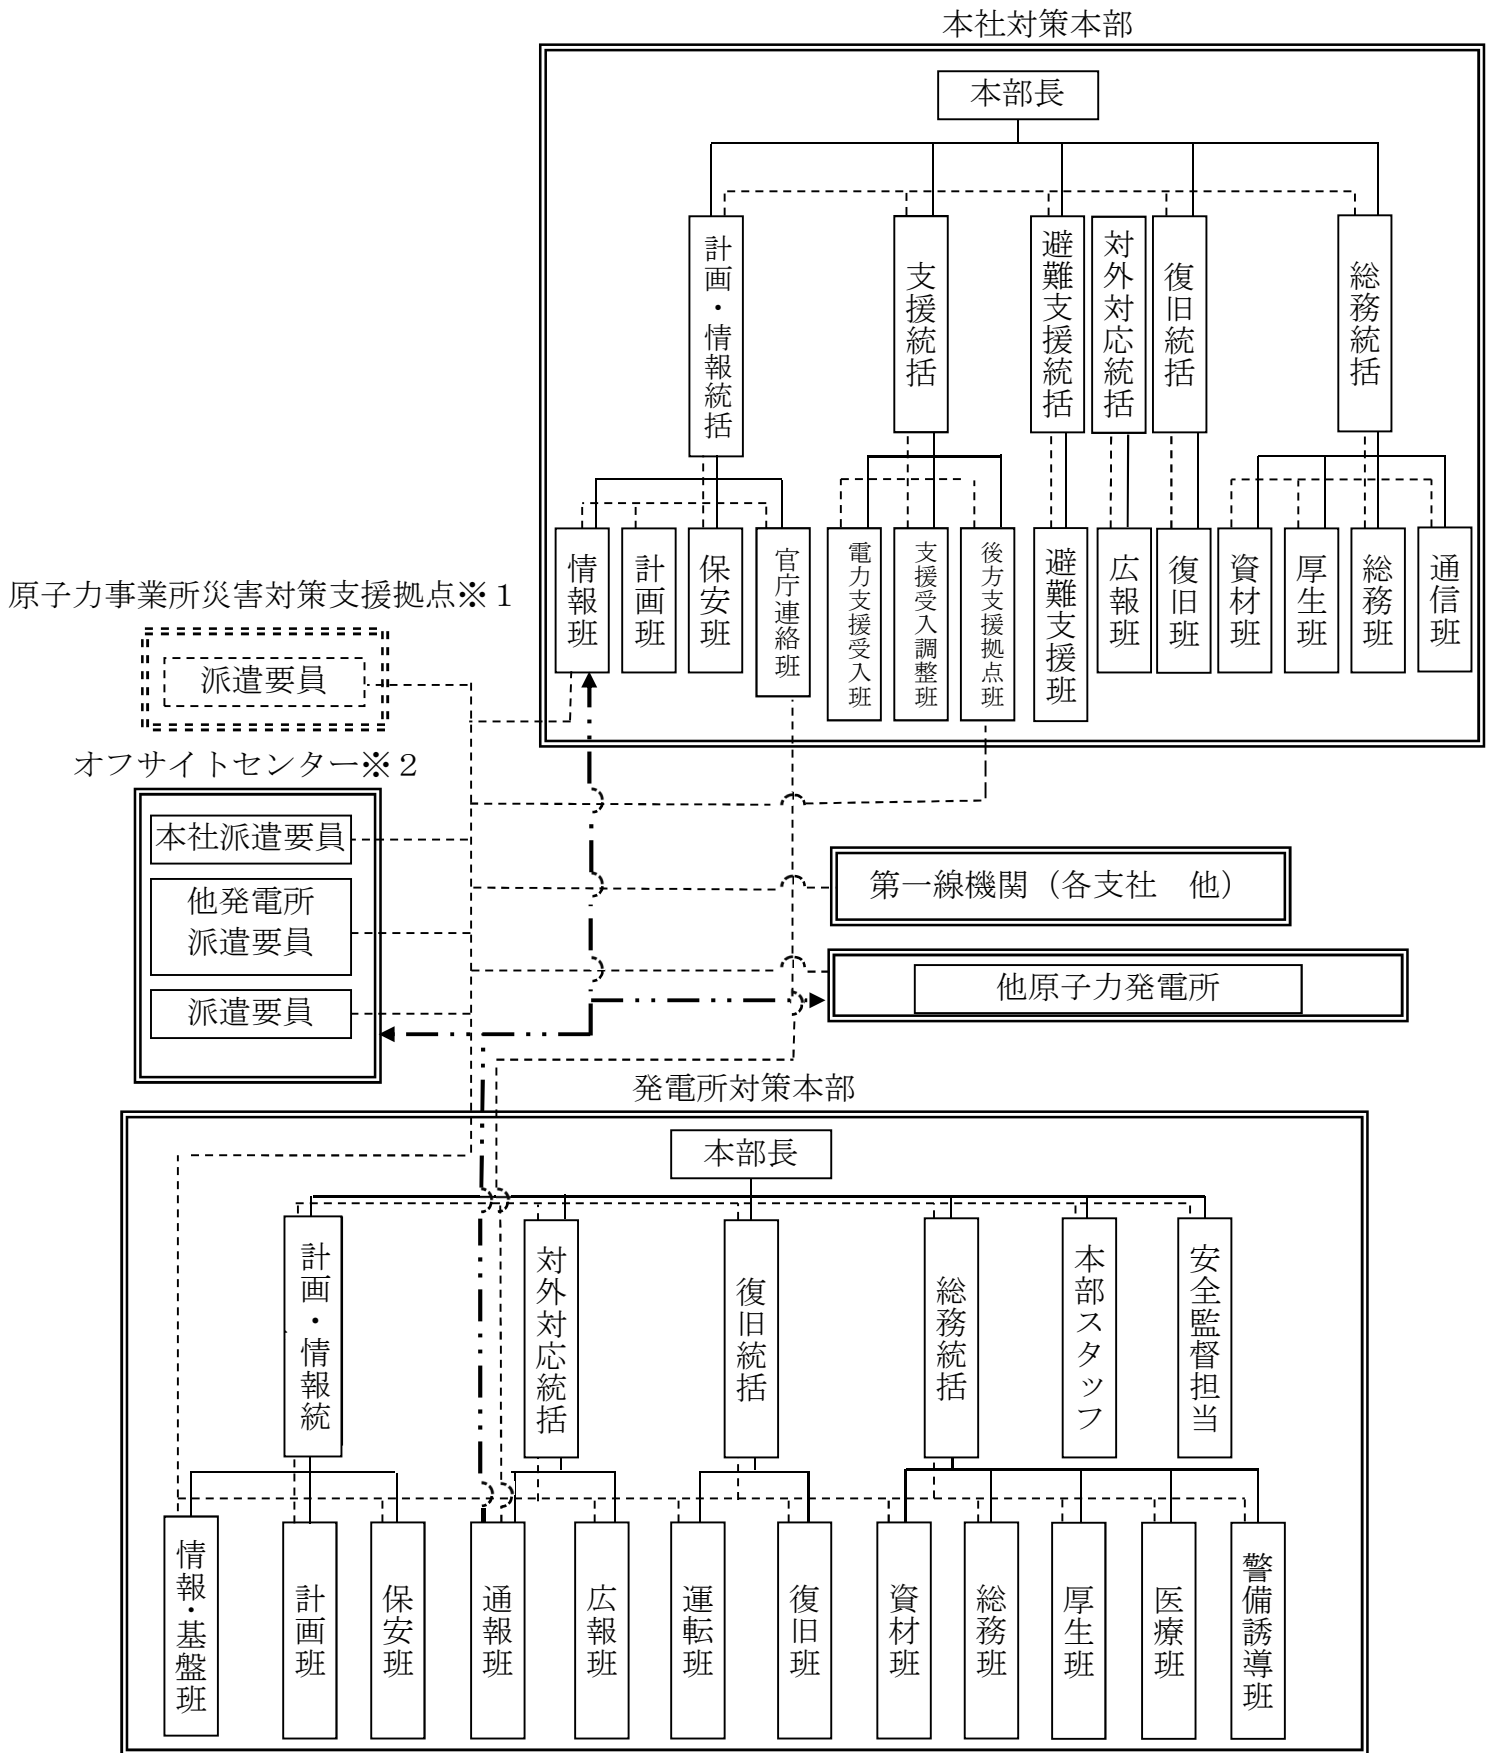 本社対策本部
本部長
計画・情報統括
支援統括
避難支援統括
対外対応統括
復旧統括
総務統括
情報班
計画班
保安班
官庁連絡班
電力支援受入班
支援受入調整班
後方支援拠点班
避難支援班
広報班
復旧班
資材班
厚生班
総務班
通信班
原子力事業所災害対策支援拠点※1
派遣要員
オフサイトセンター※2
本社派遣要員
他発電所
派遣要員
派遣要員
第一線機関（各支社　他）
他原子力発電所
発電所対策本部
本部長
計画・情報統
対外対応統括
復旧統括
総務統括
本部スタッフ
安全監督担当
情報・基盤班
計画班
保安班
通報班
広報班
運転班
復旧班
資材班
総務班
厚生班
医療班
警備誘導班